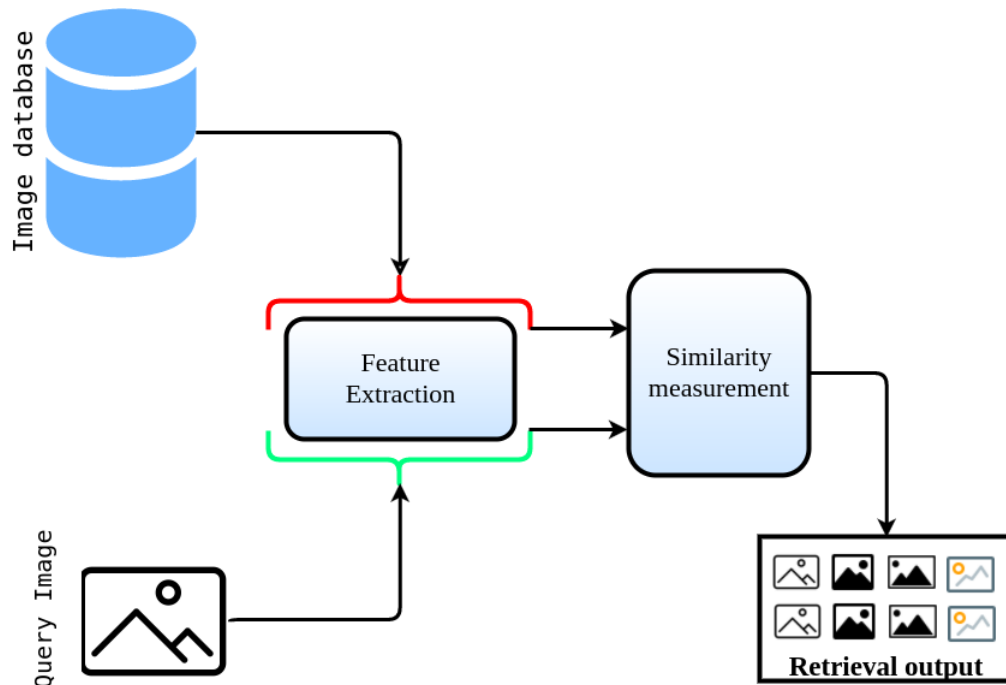 Image database
Feature
Extraction
Similarity
measurement
Query Image
Retrieval output